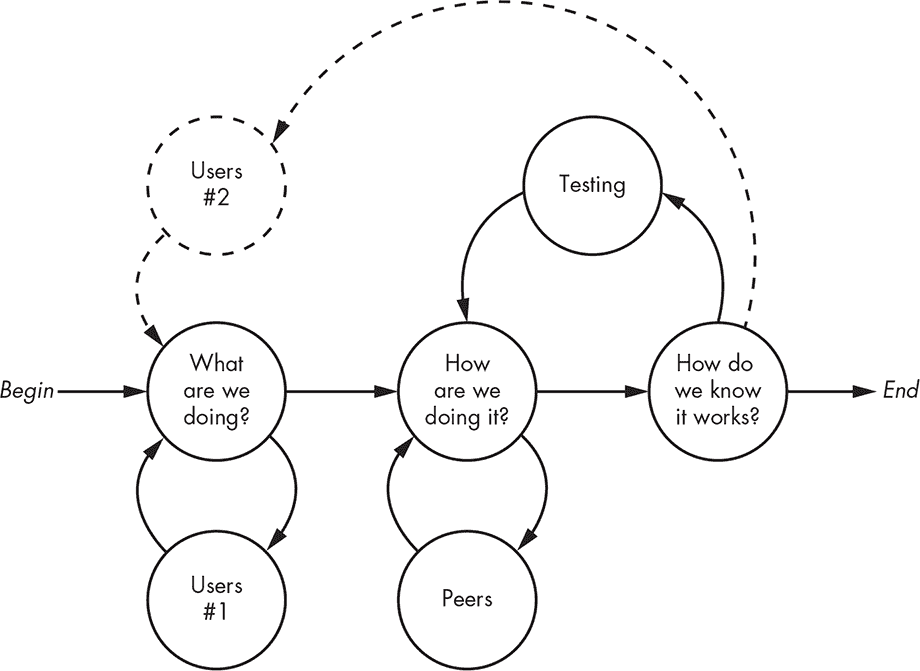 Users
#2
Testing
Begin
What
are we
doing?
How
are we
doing it?
How do
we know
it works?
End
Users
#1
Peers